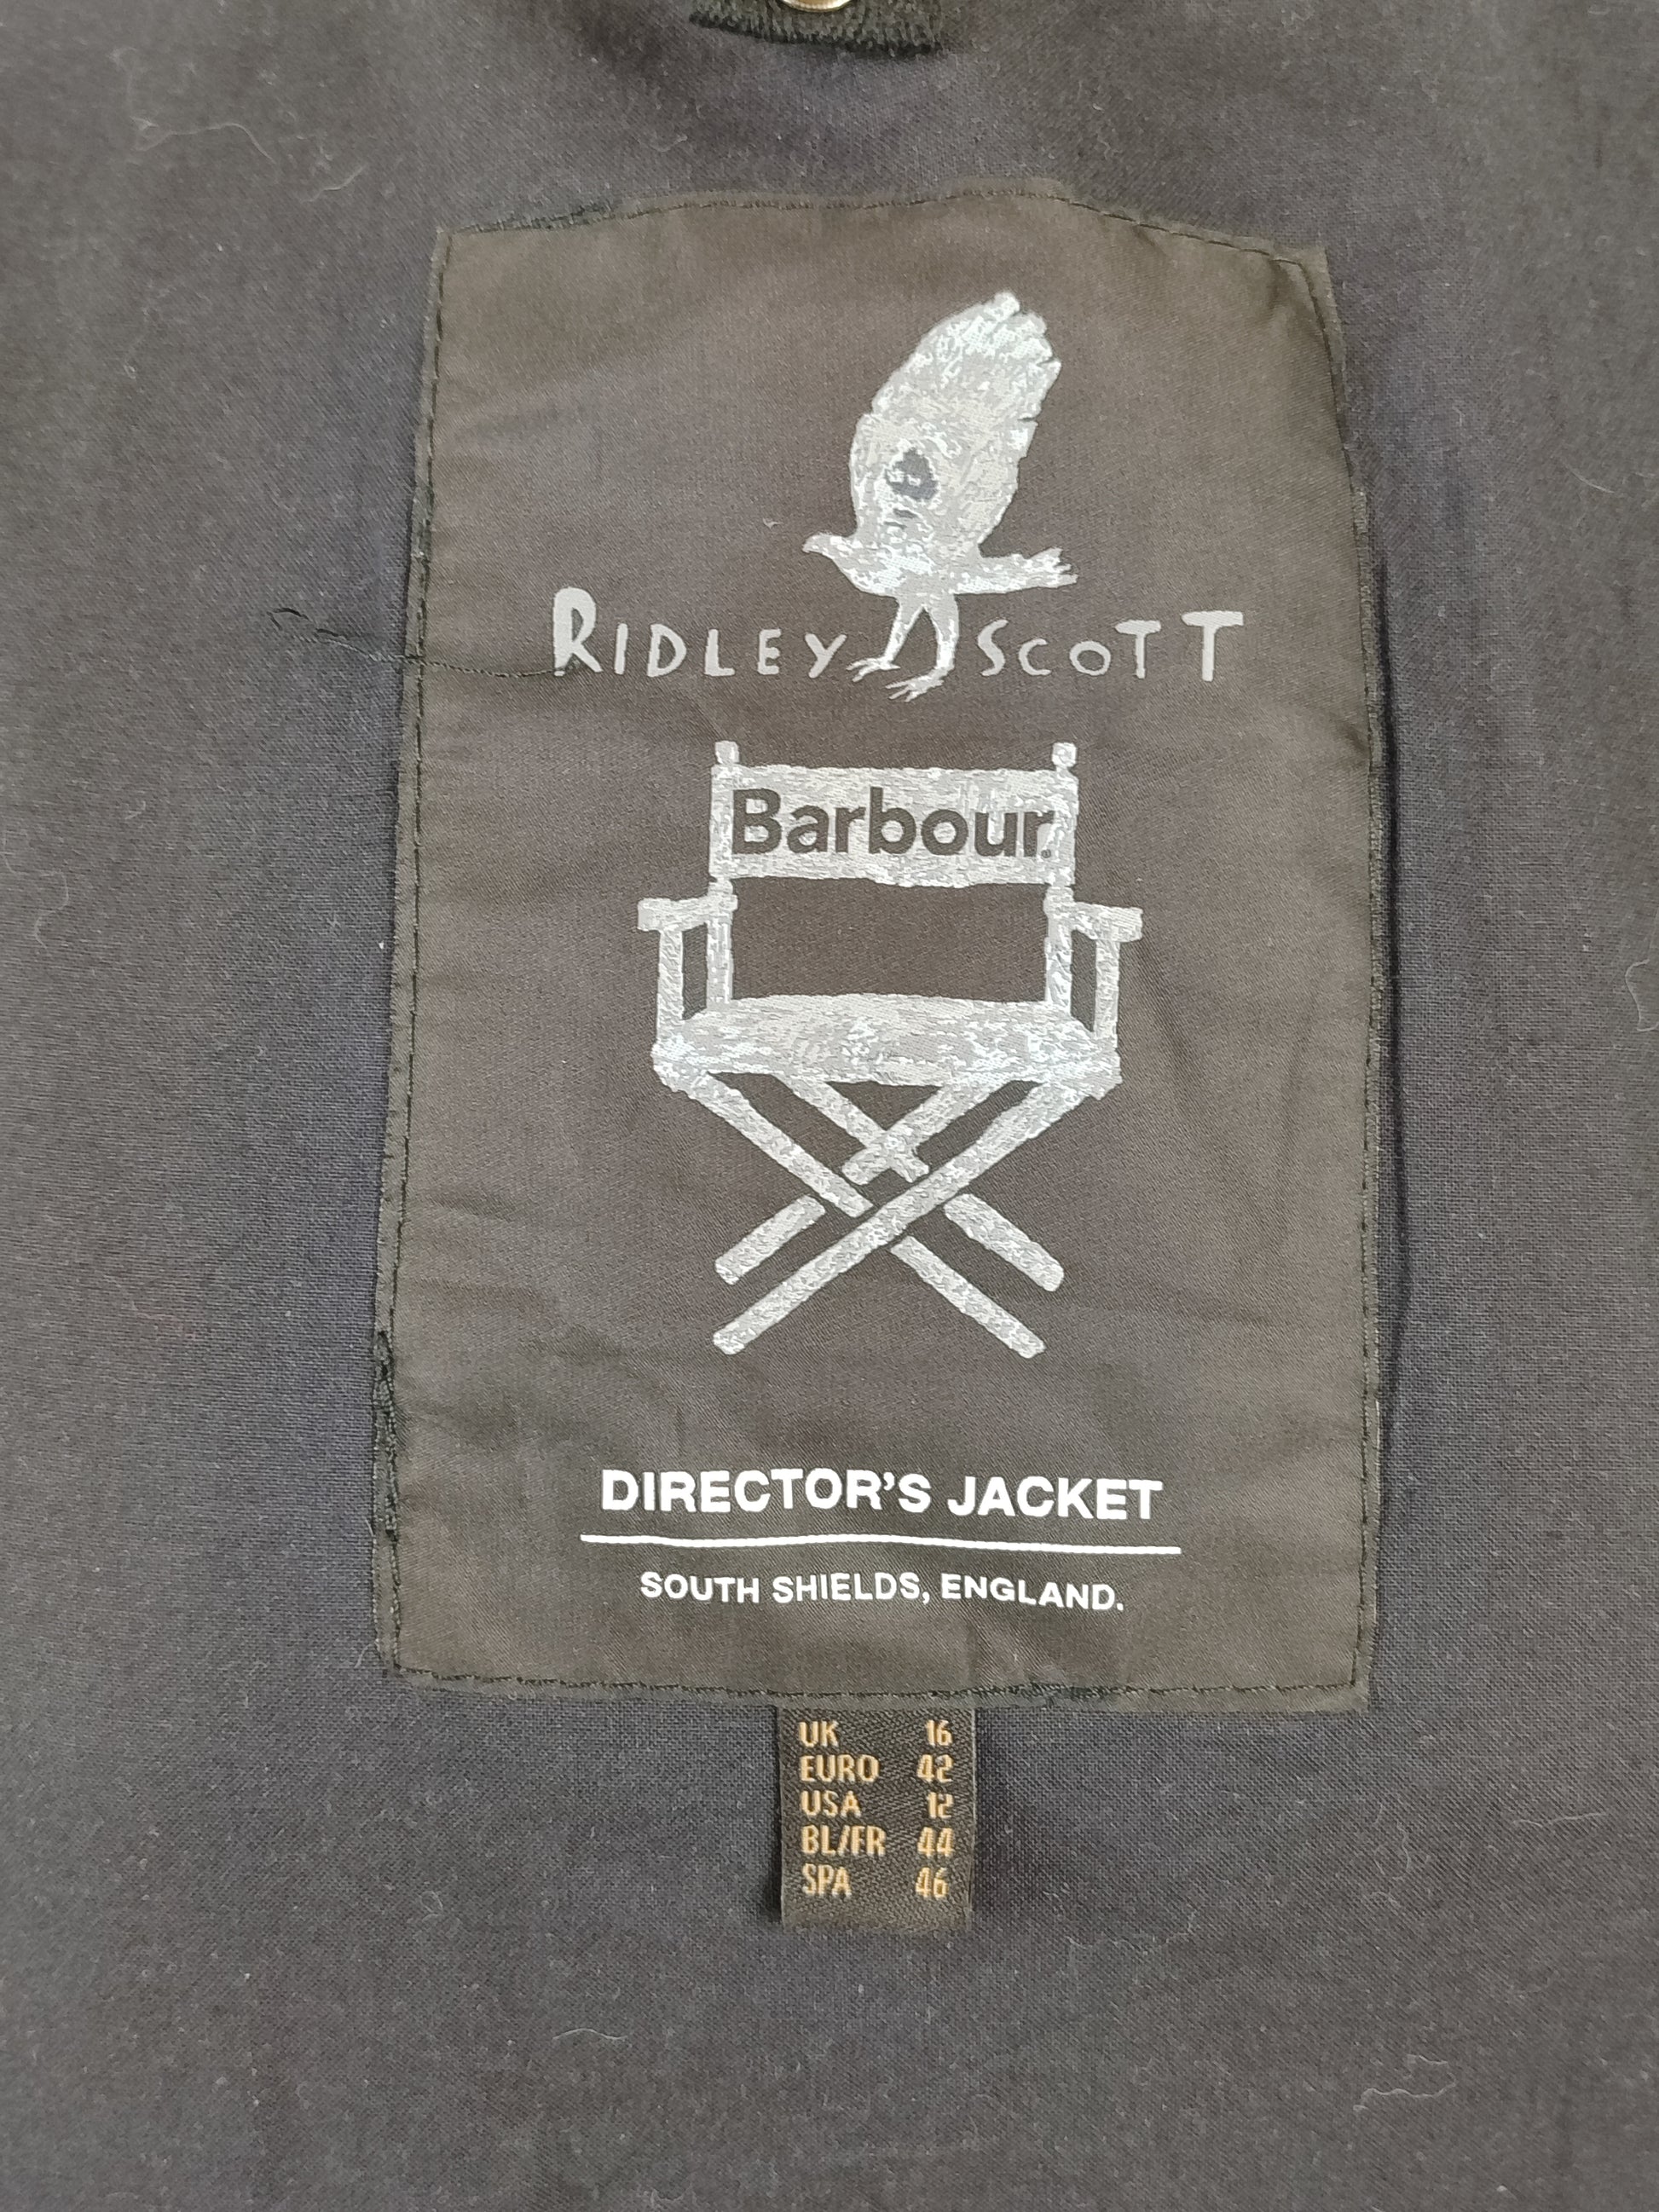 RIDLEY SCOTT
Barbour
DIRECTOR'S JACKET
SOUTH SHIELDS, ENGLAND.
UK 16
EURO 42
USA 12
BL/FR 44
SPA 46